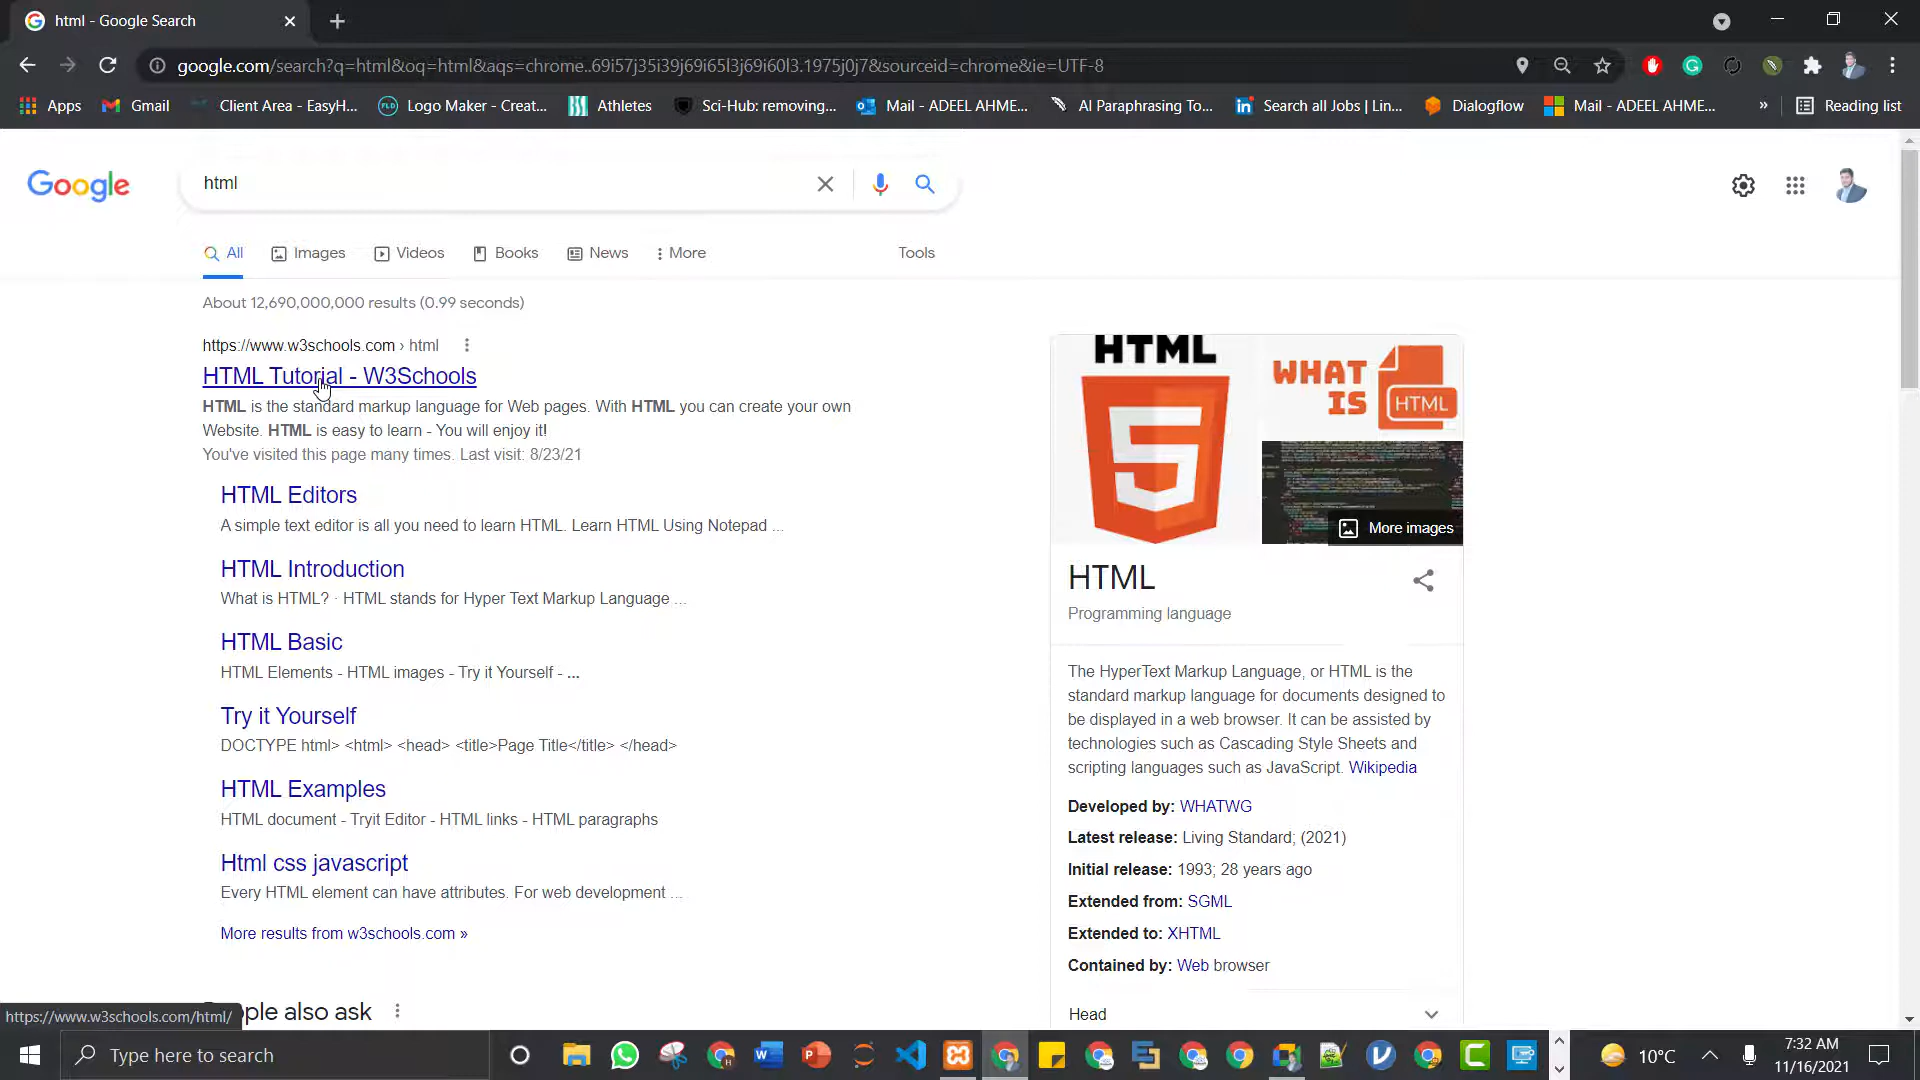 html - Google Search
google.com/search?q=html&oq=html&aqs=chrome..69i57j35i39j69i65l3j69i60l3.1975j0j7&sourceid=chrome&ie=UTF-8
Apps Gmail Client Area - EasyH... Logo Maker - Creat... Athletes Sci-Hub: removing... Mail - ADEEL AHME... AI Paraphrasing To... Search all Jobs | Lin... Dialogflow Mail - ADEEL AHME... » Reading list
Google
html
All Images Videos Books News More Tools
About 12,690,000,000 results (0.99 seconds)
https://www.w3schools.com › html
HTML Tutorial - W3Schools
HTML is the standard markup language for Web pages. With HTML you can create your own
Website. HTML is easy to learn - You will enjoy it!
You've visited this page many times. Last visit: 8/23/21
HTML Editors
A simple text editor is all you need to learn HTML. Learn HTML Using Notepad ...
HTML Introduction
What is HTML? · HTML stands for Hyper Text Markup Language ...
HTML Basic
HTML Elements - HTML images - Try it Yourself - ...
Try it Yourself
DOCTYPE html> <html> <head> <title>Page Title</title> </head>
HTML Examples
HTML document - Tryit Editor - HTML links - HTML paragraphs
Html css javascript
Every HTML element can have attributes. For web development ...
More results from w3schools.com »
ople also ask
https://www.w3schools.com/html/
HTML
5
WHAT
IS
HTML
More images
HTML
Programming language
The HyperText Markup Language, or HTML is the
standard markup language for documents designed to
be displayed in a web browser. It can be assisted by
technologies such as Cascading Style Sheets and
scripting languages such as JavaScript. Wikipedia
Developed by: WHATWG
Latest release: Living Standard; (2021)
Initial release: 1993; 28 years ago
Extended from: SGML
Extended to: XHTML
Contained by: Web browser
Head
Type here to search
10°C
7:32 AM
11/16/2021